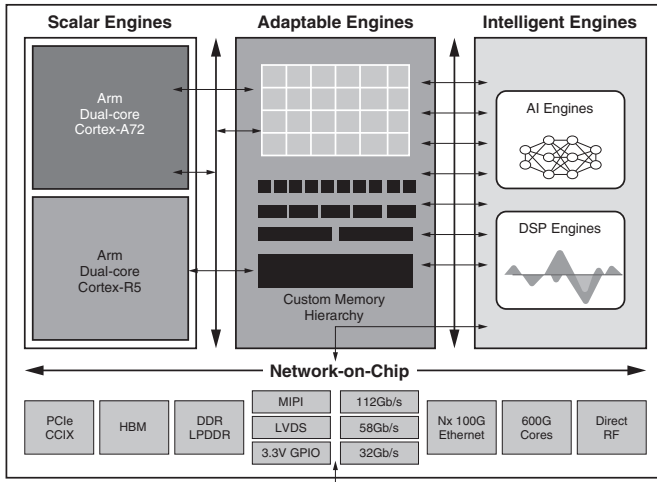 Scalar Engines
Adaptable Engines
Intelligent Engines
Arm
Dual-core
Cortex-A72
Arm
Dual-core
Cortex-R5
Custom Memory
Hierarchy
AI Engines
DSP Engines
Network-on-Chip
PCIe
CCIX
HBM
DDR
LPDDR
MIPI
LVDS
3.3V GPIO
112Gb/s
58Gb/s
32Gb/s
Nx 100G
Ethernet
600G
Cores
Direct
RF